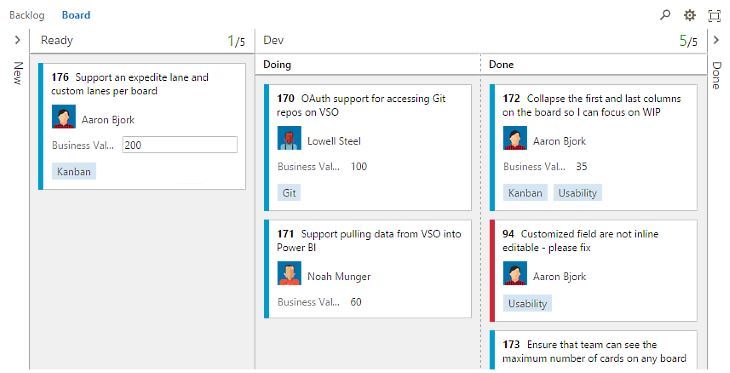 Backlog Board
Ready 1/5
New
176 Support an expedite lane and
custom lanes per board
Aaron Bjork
Business Val... 200
Kanban
Dev 5/5
Doing
170 OAuth support for accessing Git
repos on VSO
Lowell Steel
Business Val... 100
Git
171 Support pulling data from VSO into
Power BI
Noah Munger
Business Val... 60
Done
172 Collapse the first and last columns
on the board so I can focus on WIP
Aaron Bjork
Business Val... 35
Kanban Usability
94 Customized field are not inline
editable - please fix
Aaron Bjork
Usability
173 Ensure that team can see the
maximum number of cards on any board
Done